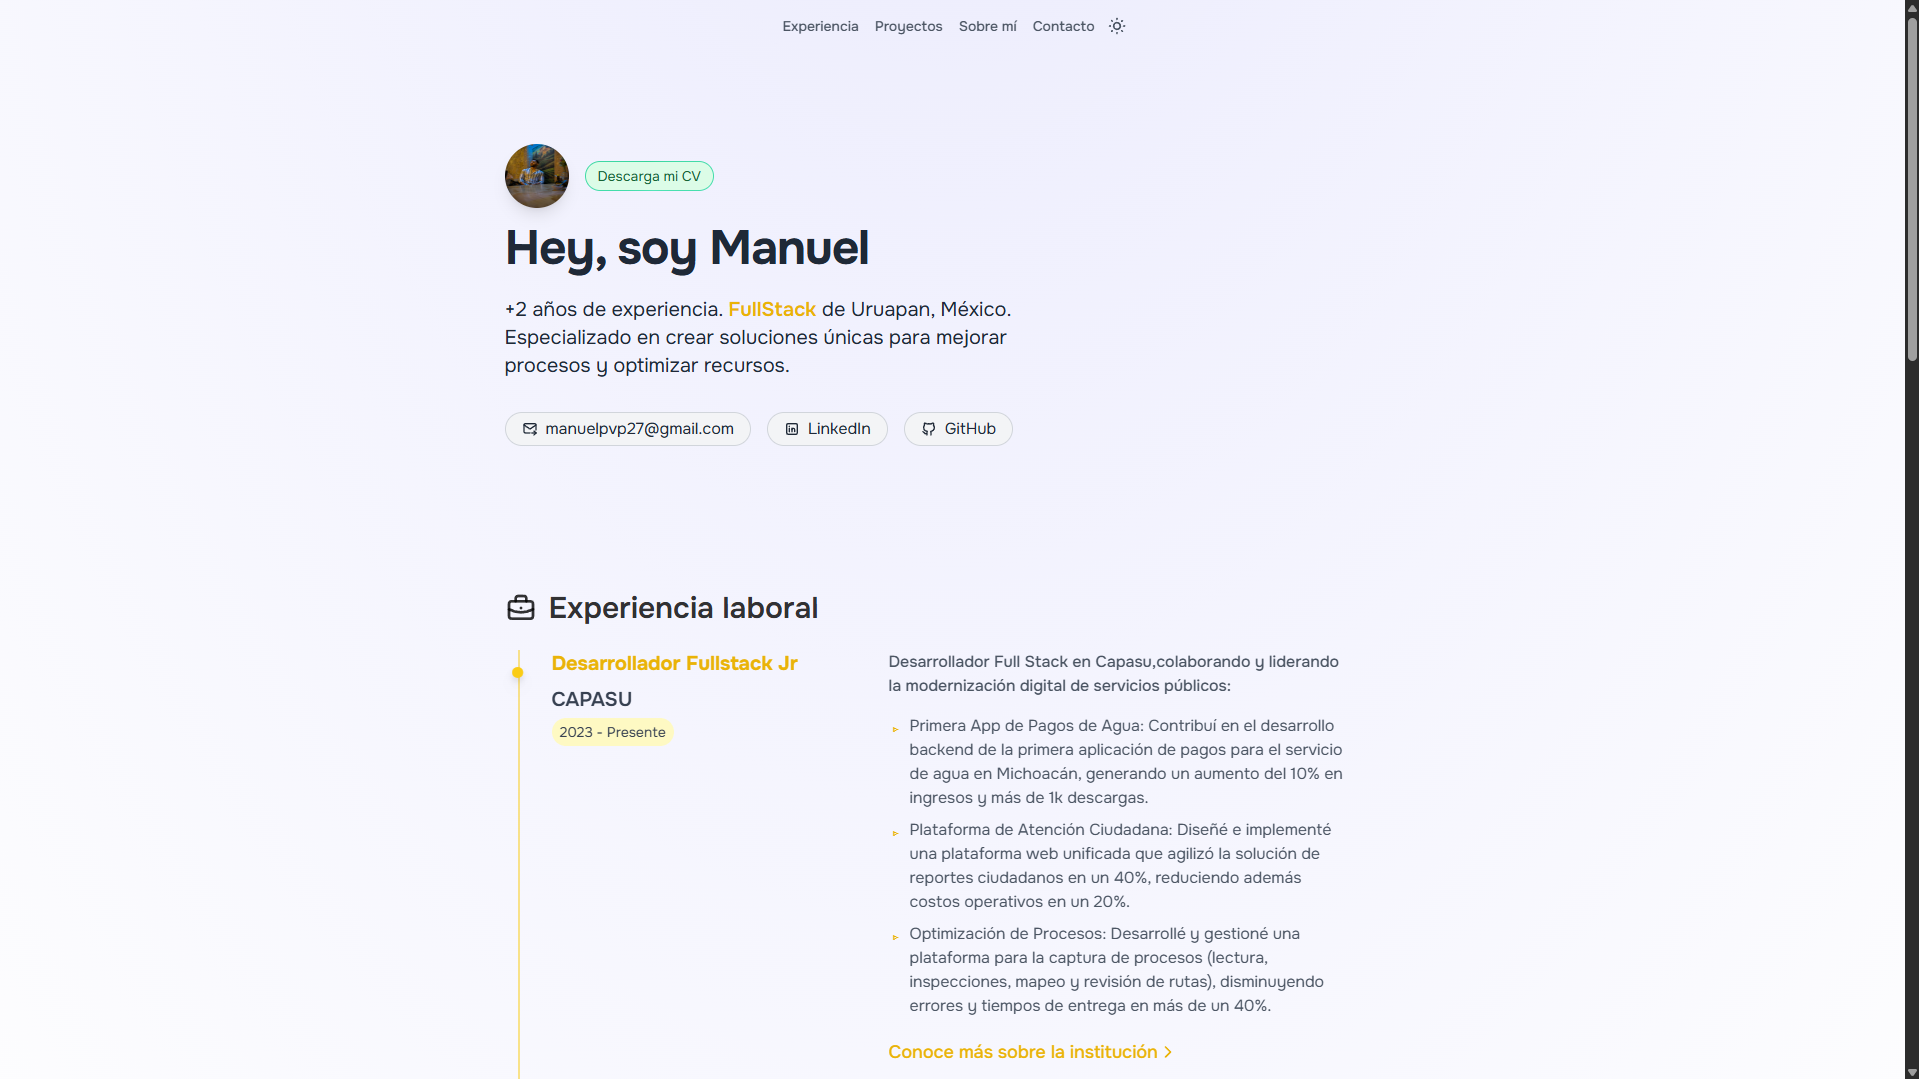 Experiencia Proyectos Sobre mí Contacto
Descarga mi CV
Hey, soy Manuel
+2 años de experiencia. FullStack de Uruapan, México.
Especializado en crear soluciones únicas para mejorar
procesos y optimizar recursos.
manuelpvp27@gmail.com LinkedIn GitHub
Experiencia laboral
Desarrollador Fullstack Jr
CAPASU
2023 - Presente
Desarrollador Full Stack en Capasu,colaborando y liderando
la modernización digital de servicios públicos:
Primera App de Pagos de Agua: Contribuí en el desarrollo
backend de la primera aplicación de pagos para el servicio
de agua en Michoacán, generando un aumento del 10% en
ingresos y más de 1k descargas.
Plataforma de Atención Ciudadana: Diseñé e implementé
una plataforma web unificada que agilizó la solución de
reportes ciudadanos en un 40%, reduciendo además
costos operativos en un 20%.
Optimización de Procesos: Desarrollé y gestioné una
plataforma para la captura de procesos (lectura,
inspecciones, mapeo y revisión de rutas), disminuyendo
errores y tiempos de entrega en más de un 40%.
Conoce más sobre la institución